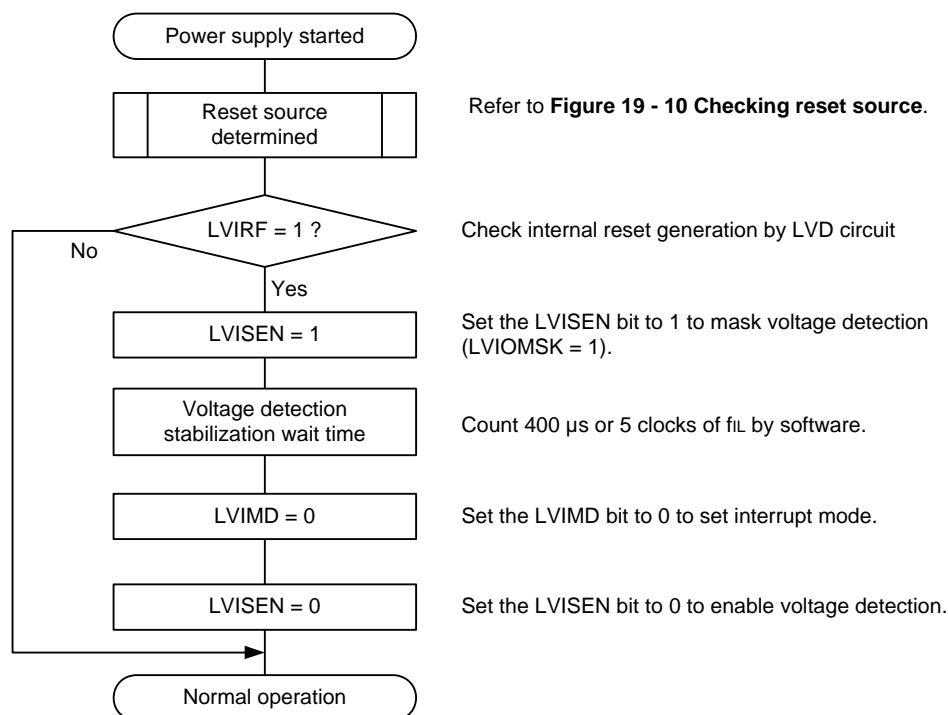 Power supply started
Reset source
determined
Refer to Figure 19 - 10 Checking reset source.
LVIRF = 1 ?
Check internal reset generation by LVD circuit
No
Yes
LVISEN = 1
Set the LVISEN bit to 1 to mask voltage detection
(LVIOMSK = 1).
Voltage detection
stabilization wait time
Count 400 µs or 5 clocks of fIL by software.
LVIMD = 0
Set the LVIMD bit to 0 to set interrupt mode.
LVISEN = 0
Set the LVISEN bit to 0 to enable voltage detection.
Normal operation